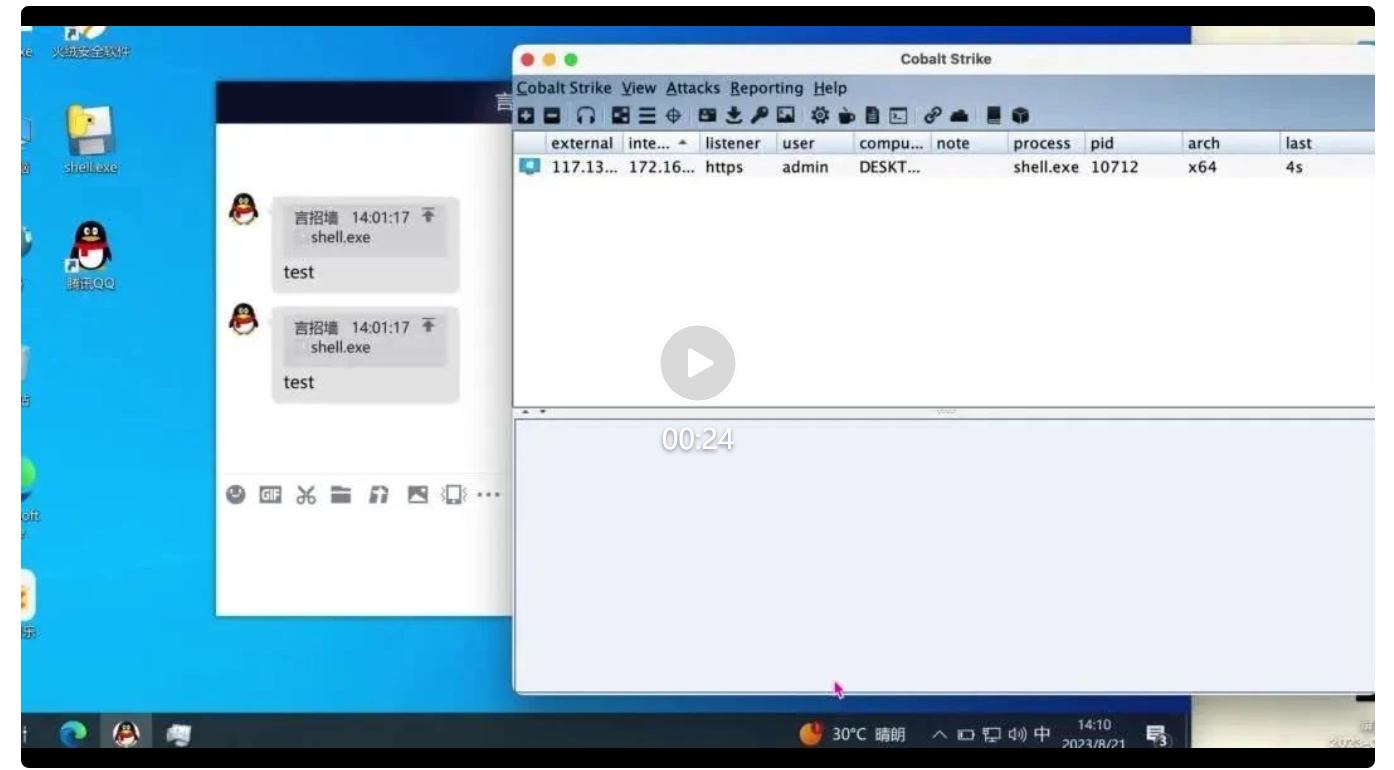 火绒安全软件
shell.exe
腾讯QQ
言
言招墙 14:01:17
shell.exe
test
言招墙 14:01:17
shell.exe
test
GIF
Cobalt Strike
Cobalt Strike View Attacks Reporting Help
external inte... listener user compu... note process pid arch last
117.13... 172.16... https admin DESKT... shell.exe 10712 x64 4s
00:24
30°C 晴朗
中
14:10
2023/8/21
3